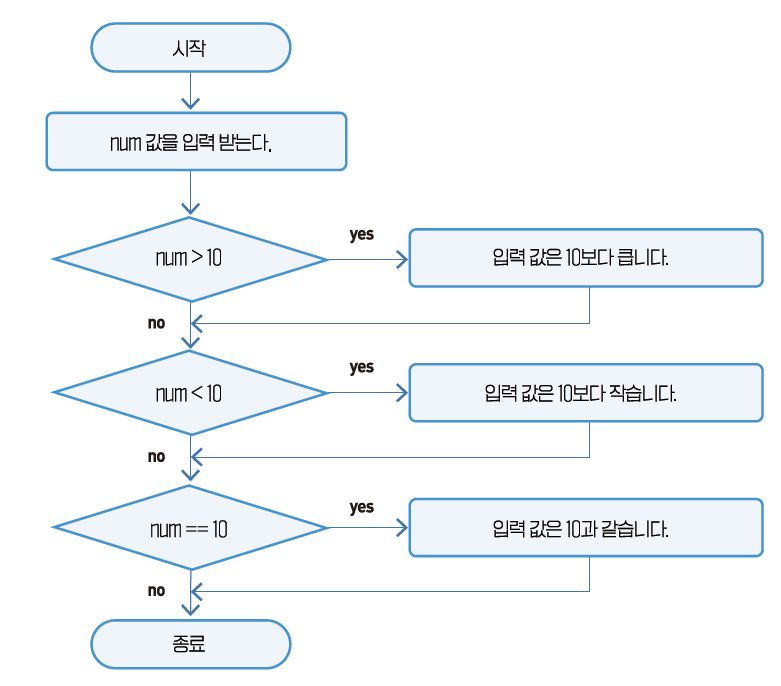 시작
num 값을 입력 받는다.
num > 10
yes
입력 값은 10보다 큽니다.
no
num < 10
yes
입력 값은 10보다 작습니다.
no
num == 10
yes
입력 값은 10과 같습니다.
no
종료